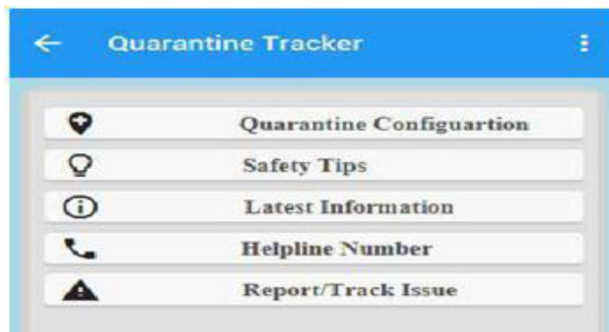 Quarantine Tracker
Quarantine Configuartion
Safety Tips
Latest Information
Helpline Number
Report/Track Issue